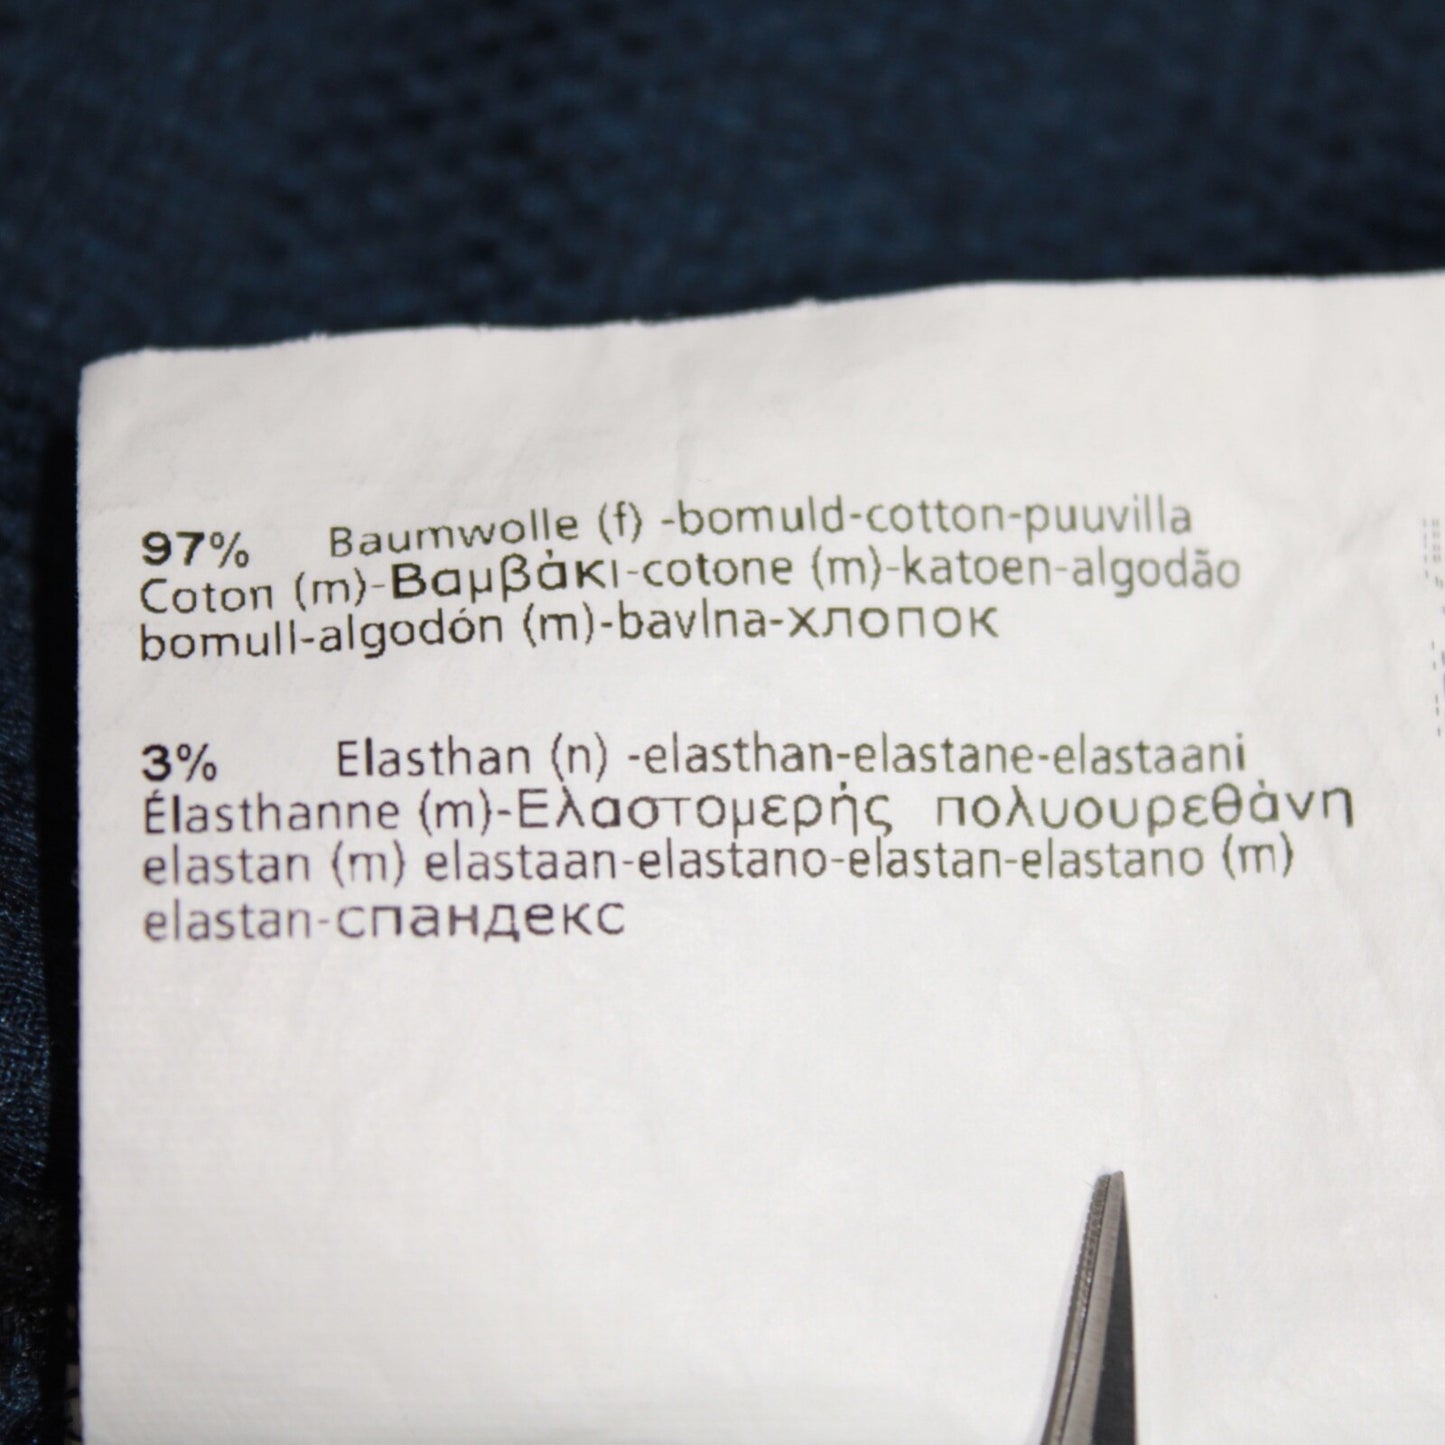 97% Baumwolle (f) -bomuld-cotton-puuvilla
Coton (m)-Βαμβάκι-cotone (m)-katoen-algodão
bomull-algodón (m)-bavlna-хлопок
3% Elasthan (n) -elasthan-elastane-elastaani
Élasthanne (m)-Ελαστομερής πολυουρεθάνη
elastan (m) elastaan-elastano-elastan-elastano (m)
elastan-спандекс